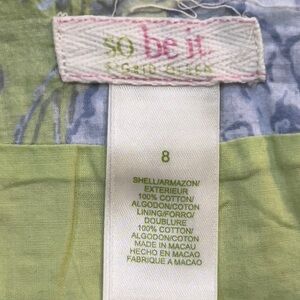 so be it
8
SHELL/ARMAZON/
EXTERIEUR
100% COTTON/
ALGODON/COTON
LINING/FORRO/
DOUBLURE
100% COTTON/
ALGODON/COTON
MADE IN MACAU
HECHO EN MACAO
FABRIQUE A MACAO